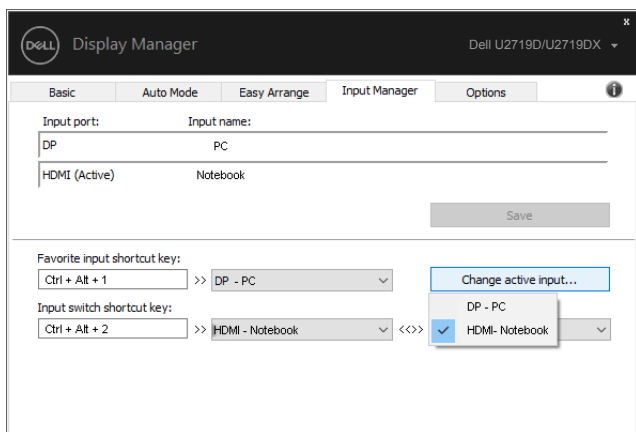 x
DELL Display Manager Dell U2719D/U2719DX
Basic Auto Mode Easy Arrange Input Manager Options i
Input port: Input name:
DP PC
HDMI (Active) Notebook
Save
Favorite input shortcut key:
Ctrl + Alt + 1 >> DP - PC Change active input...
DP - PC
Input switch shortcut key:
Ctrl + Alt + 2 >> HDMI - Notebook <<>> HDMI- Notebook